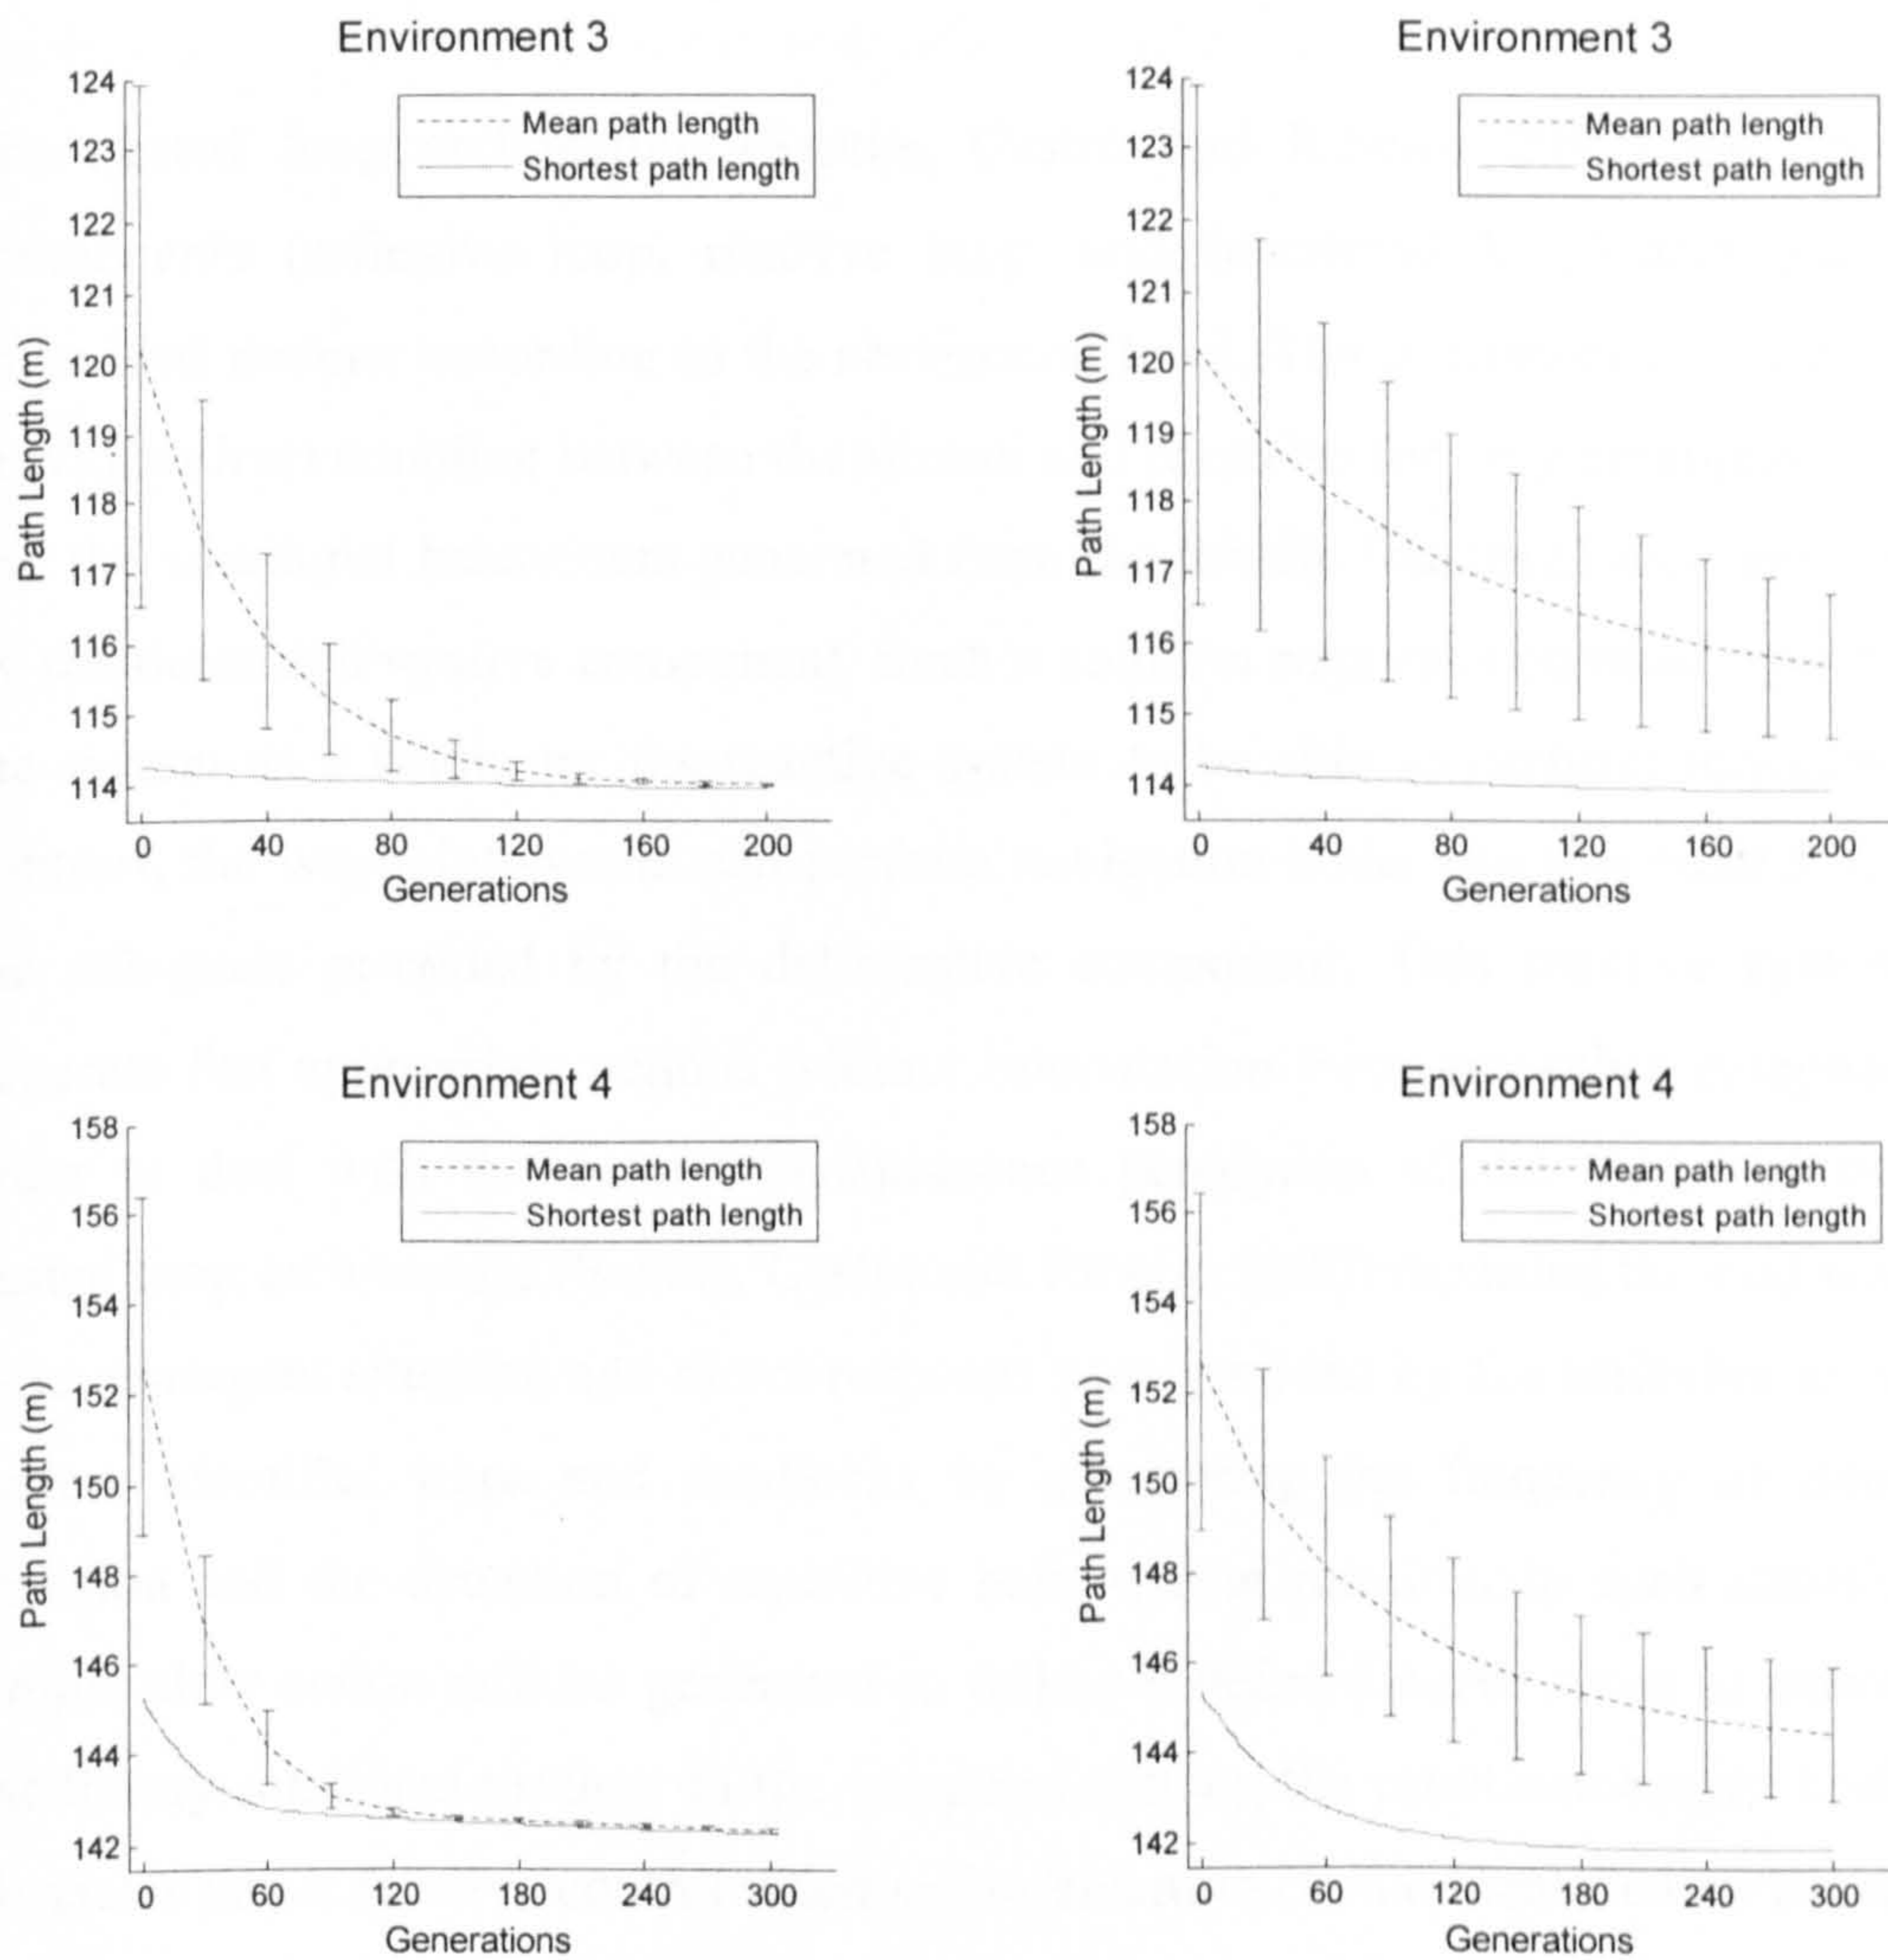 Environment 3
124
123
122
121
120
119
118
117
116
115
114
Path Length (m)
Mean path length
Shortest path length
0 40 80 120 160 200
Generations
Environment 3
124
123
122
121
120
119
118
117
116
115
114
Path Length (m)
Mean path length
Shortest path length
0 40 80 120 160 200
Generations
Environment 4
158
156
154
152
150
148
146
144
142
Path Length (m)
Mean path length
Shortest path length
0 60 120 180 240 300
Generations
Environment 4
158
156
154
152
150
148
146
144
142
Path Length (m)
Mean path length
Shortest path length
0 60 120 180 240 300
Generations